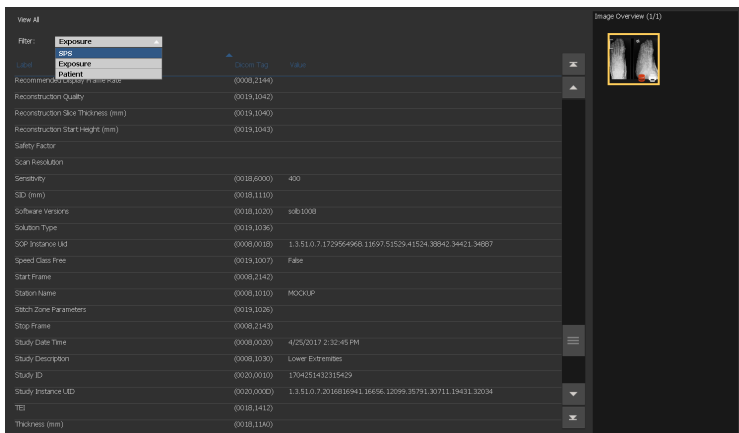 View All
Image Overview (1/1)
Filter: Exposure
SPS
Exposure
Patient
Label Dicom Tag Value
Recommended Display Frame Rate (0008,2144)
Reconstruction Quality (0019,1042)
Reconstruction Slice Thickness (mm) (0019,1040)
Reconstruction Start Height (mm) (0019,1043)
Safety Factor
Scan Resolution
Sensitivity (0018,6000) 400
SID (mm) (0018,1110)
Software Versions (0018,1020) solb1008
Solution Type (0019,1036)
SOP Instance Uid (0008,0018) 1.3.51.0.7.1729564968.11697.51529.41524.38842.34421.34887
Speed Class Free (0019,1007) False
Start Frame (0008,2142)
Station Name (0008,1010) MOCKUP
Stitch Zone Parameters (0019,1026)
Stop Frame (0008,2143)
Study Date Time (0008,0020) 4/25/2017 2:32:45 PM
Study Description (0008,1030) Lower Extremities
Study ID (0020,0010) 1704251432315429
Study Instance UID (0020,000D) 1.3.51.0.7.2016816941.16656.12099.35791.30711.19431.32034
TEI (0018,1412)
Thickness (mm) (0018,11A0)